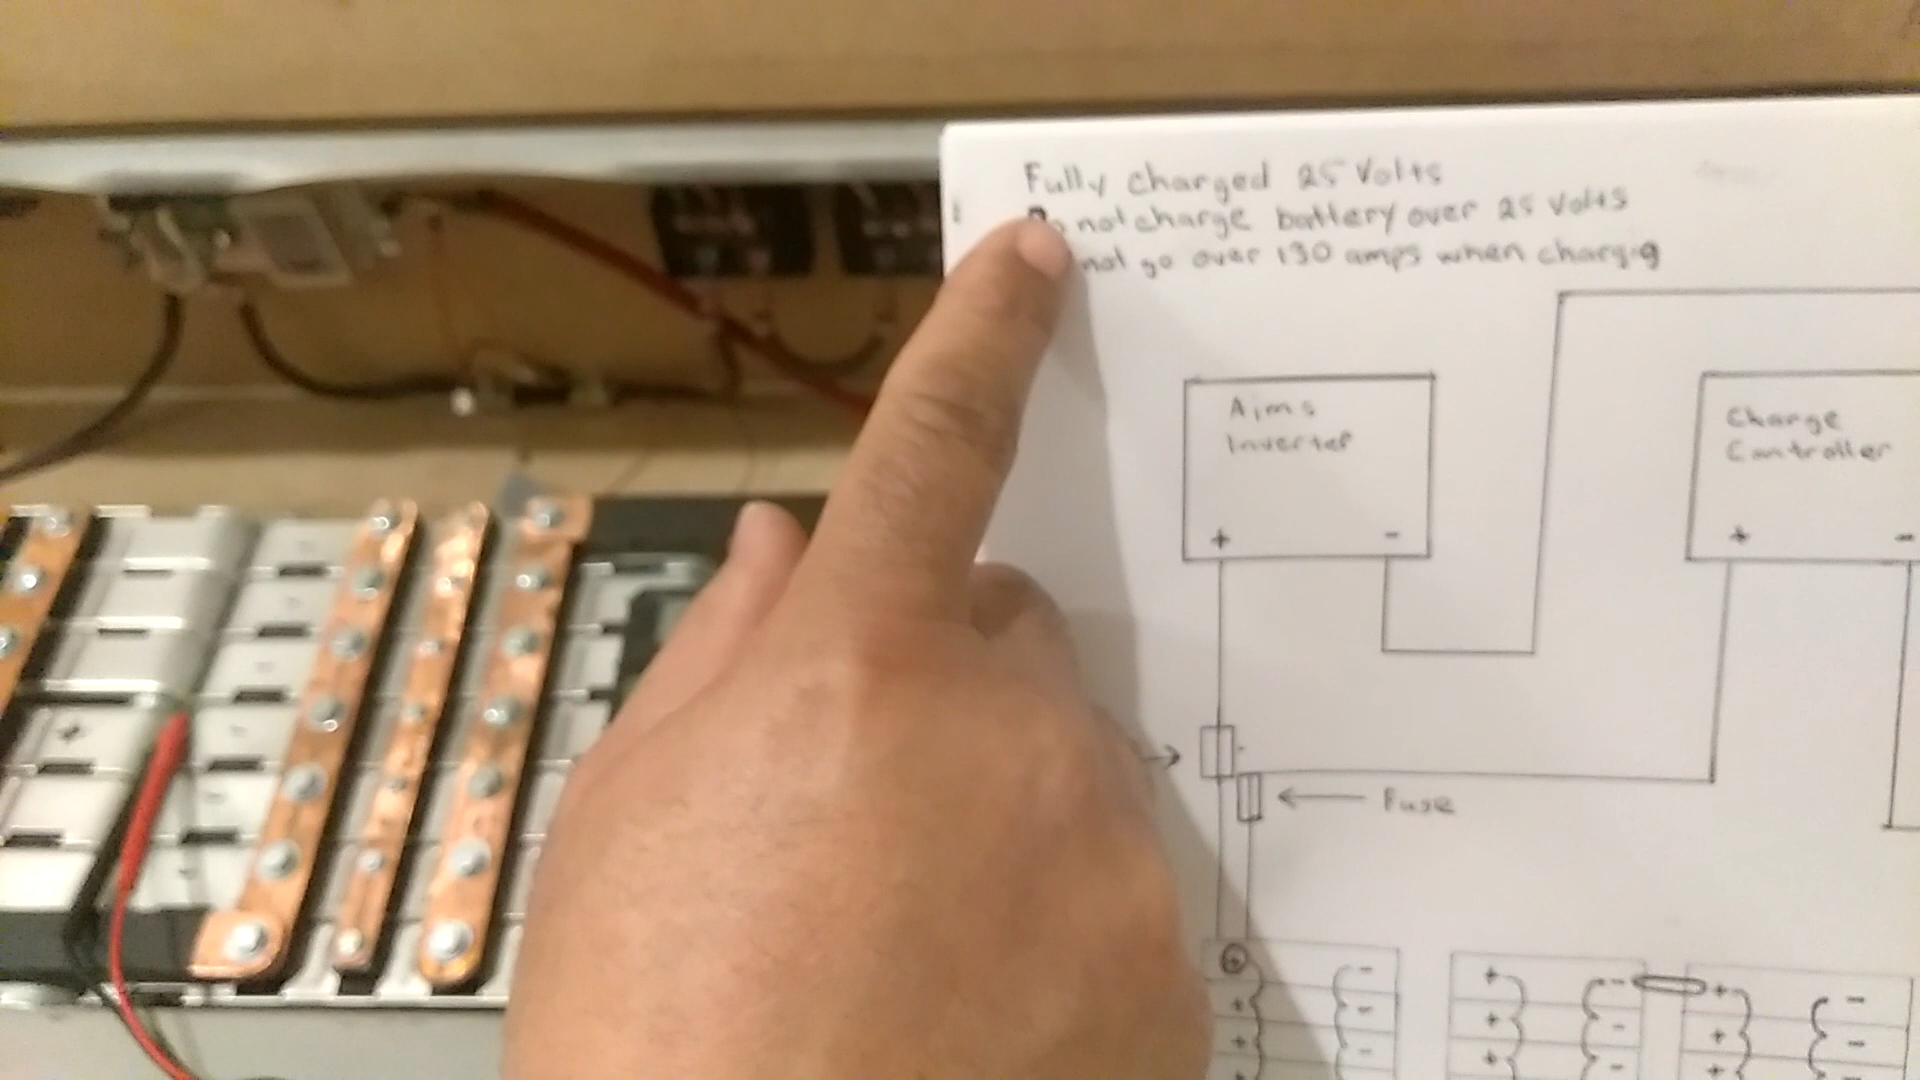 Fully charged 25 Volts
Do not charge battery over 25 Volts
not go over 130 amps when chargig
Aims
Inverter
Charge
Controller
+ -
+ -
Fuse